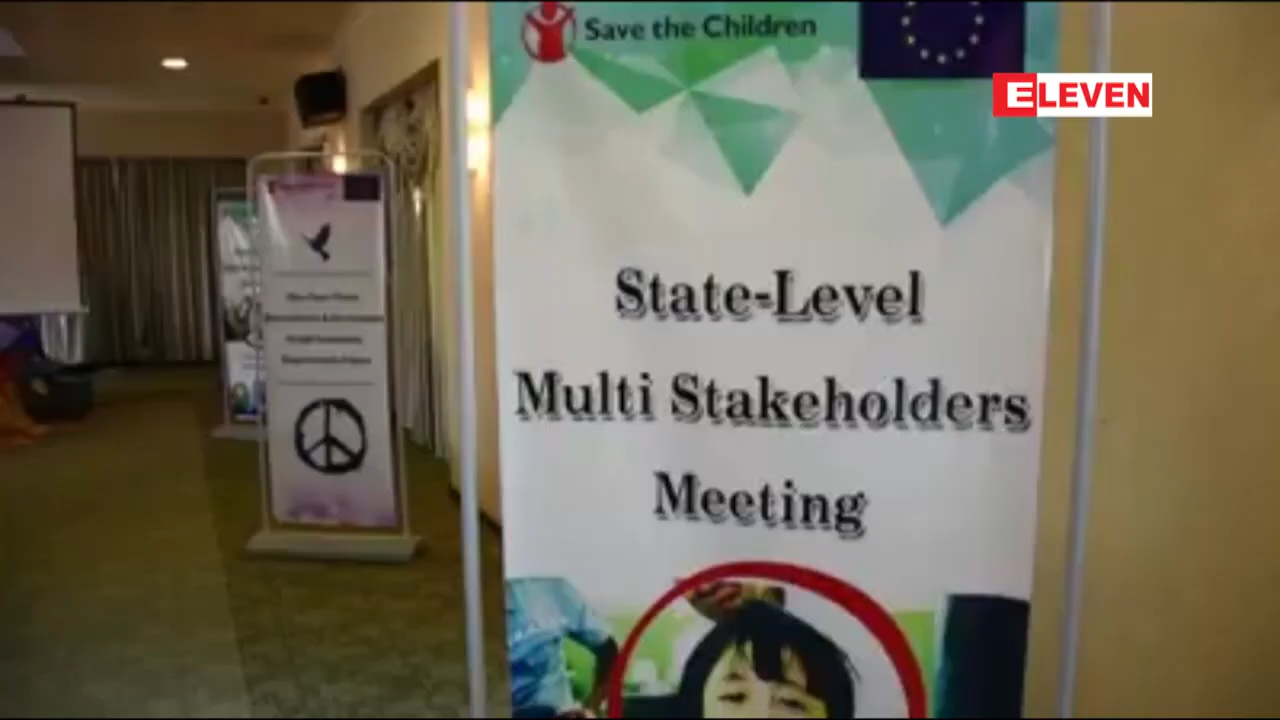 Save the Children
ELEVEN
State-Level
Multi Stakeholders
Meeting